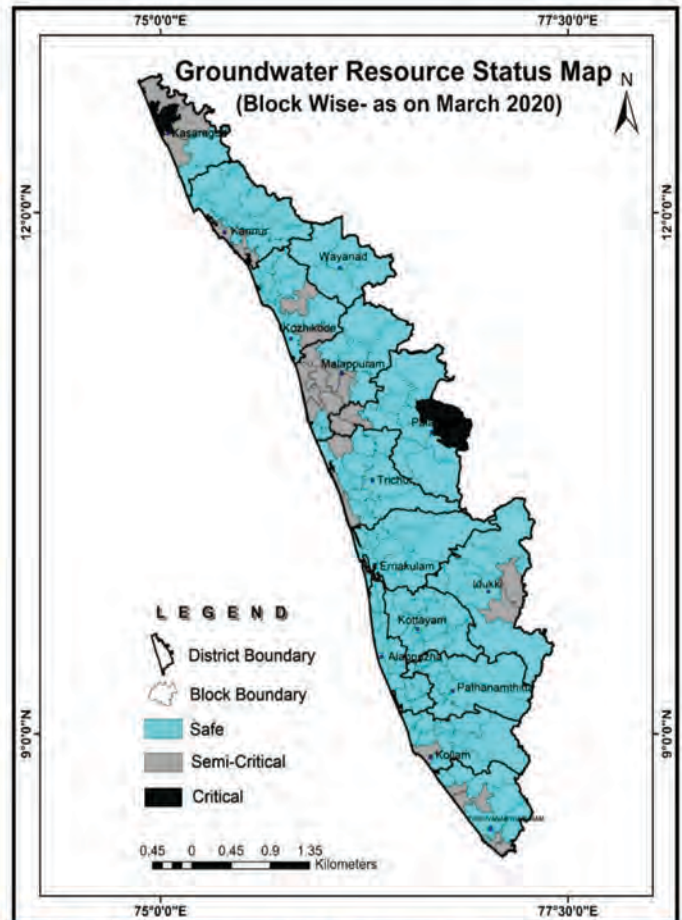 75°0'0"E
77°30'0"E
Groundwater Resource Status Map
(Block Wise- as on March 2020)
N
12°0'0"N
12°0'0"N
Kannur
Wayanad
Kozhikode
Malappuram
Trichur
Ernakulam
Idukki
Kottayam
Pathanamthitta
Kollam
9°0'0"N
9°0'0"N
LEGEND
District Boundary
Block Boundary
Safe
Semi-Critical
Critical
0.45 0 0.45 0.9 1.35
Kilometers
75°0'0"E
77°30'0"E